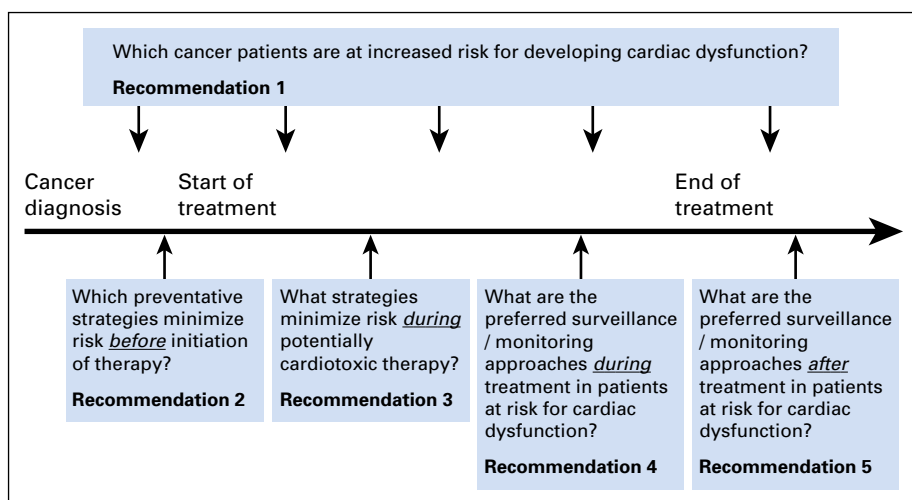 Which cancer patients are at increased risk for developing cardiac dysfunction?
Recommendation 1
Cancer
diagnosis
Start of
treatment
End of
treatment
Which preventative
strategies minimize
risk before initiation
of therapy?
Recommendation 2
What strategies
minimize risk during
potentially
cardiotoxic therapy?
Recommendation 3
What are the
preferred surveillance
/ monitoring
approaches during
treatment in patients
at risk for cardiac
dysfunction?
Recommendation 4
What are the
preferred surveillance
/ monitoring
approaches after
treatment in patients
at risk for cardiac
dysfunction?
Recommendation 5